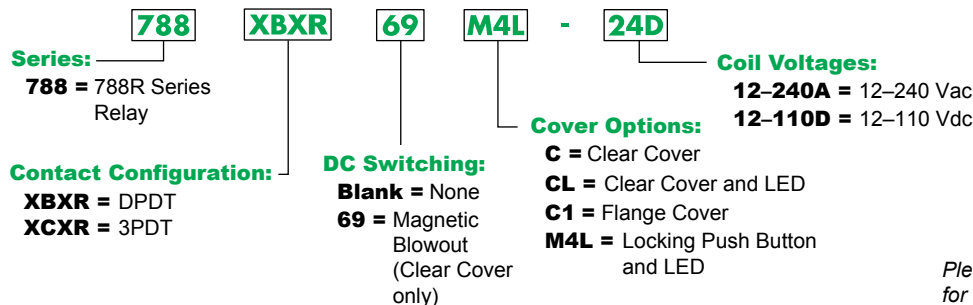 788 XBXR 69 M4L - 24D
Series:
788 = 788R Series
Relay
Contact Configuration:
XBXR = DPDT
XCXR = 3PDT
DC Switching:
Blank = None
69 = Magnetic
Blowout
(Clear Cover
only)
Cover Options:
C = Clear Cover
CL = Clear Cover and LED
C1 = Flange Cover
M4L = Locking Push Button
and LED
Coil Voltages:
12–240A = 12–240 Vac
12–110D = 12–110 Vdc
for